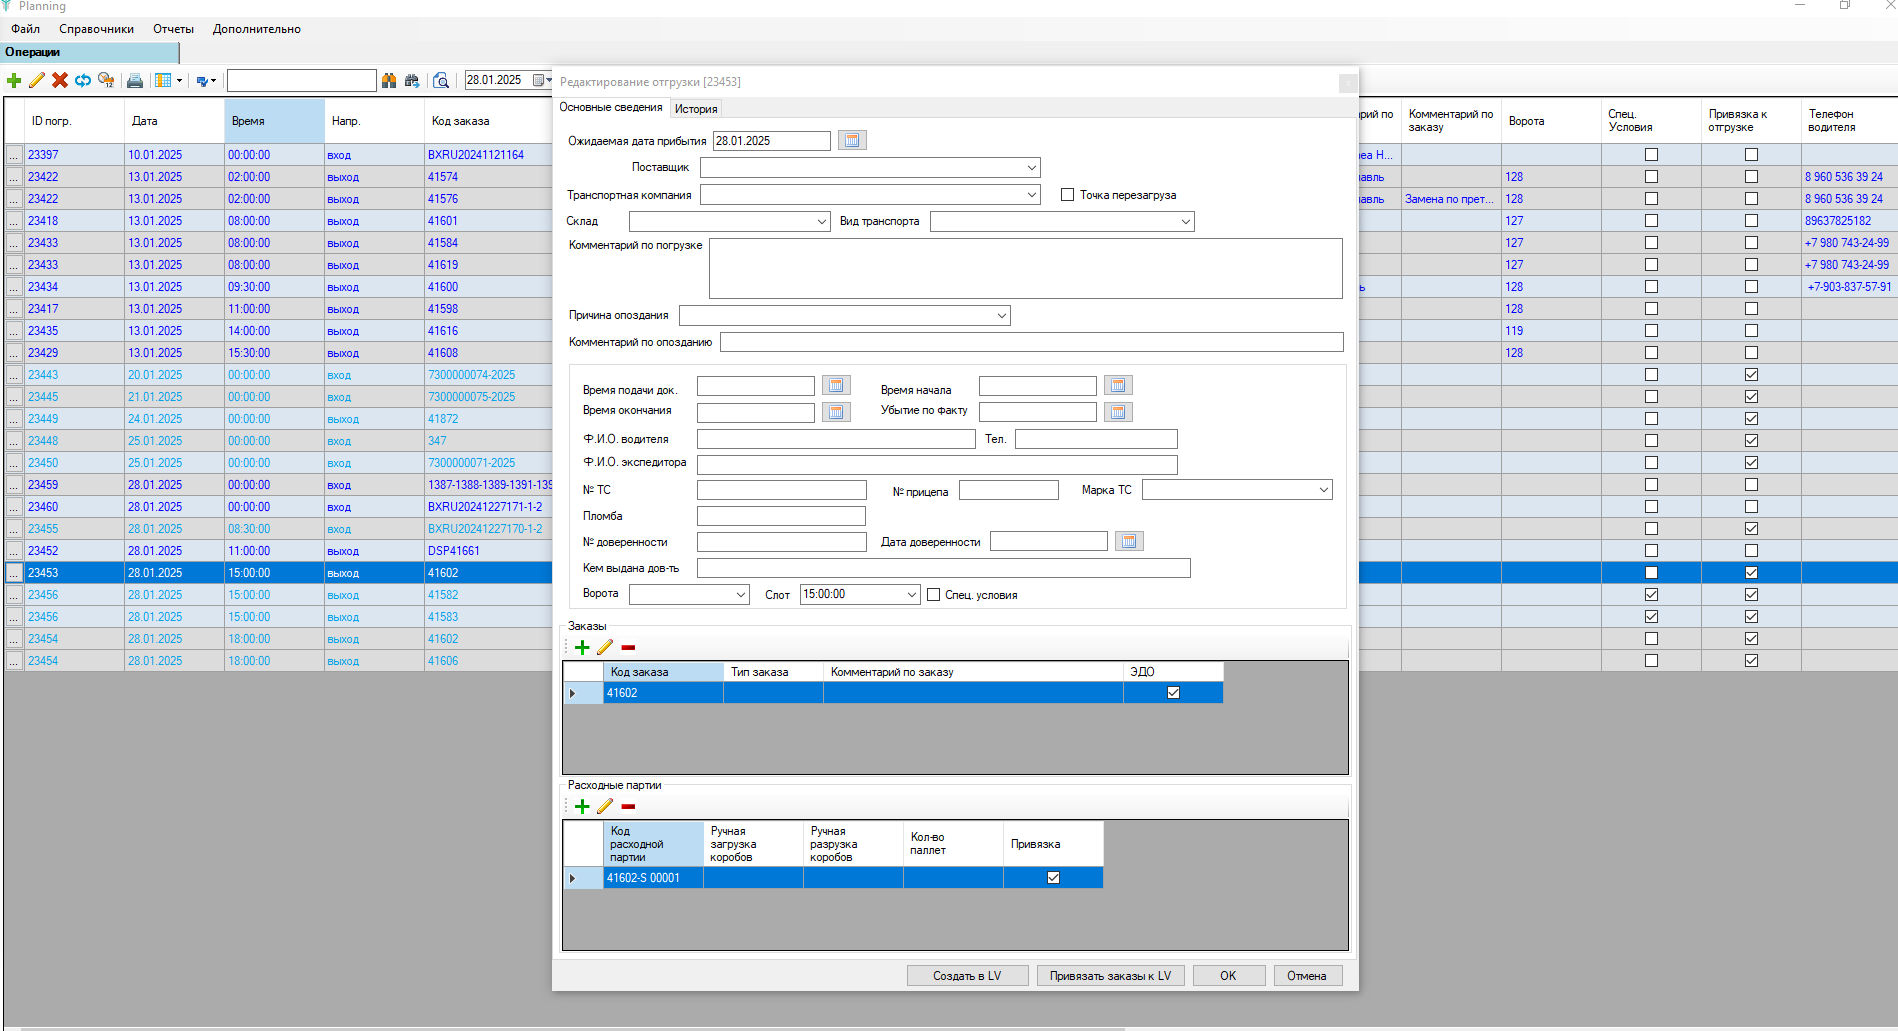 Planning
Файл Справочники Отчеты Дополнительно
Операции
28.01.2025
ID погр. Дата Время Напр. Код заказа
... 23397 10.01.2025 00:00:00 вход BXRU20241121164
... 23422 13.01.2025 02:00:00 выход 41574
... 23422 13.01.2025 02:00:00 выход 41576
... 23418 13.01.2025 08:00:00 выход 41601
... 23433 13.01.2025 08:00:00 выход 41584
... 23433 13.01.2025 08:00:00 выход 41619
... 23434 13.01.2025 09:30:00 выход 41600
... 23417 13.01.2025 11:00:00 выход 41598
... 23435 13.01.2025 14:00:00 выход 41616
... 23429 13.01.2025 15:30:00 выход 41608
... 23443 20.01.2025 00:00:00 вход 7300000074-2025
... 23445 21.01.2025 00:00:00 вход 7300000075-2025
... 23449 24.01.2025 00:00:00 выход 41872
... 23448 25.01.2025 00:00:00 вход 347
... 23450 25.01.2025 00:00:00 вход 7300000071-2025
... 23459 28.01.2025 00:00:00 вход 1387-1388-1389-1391-139
... 23460 28.01.2025 00:00:00 вход BXRU20241227171-1-2
... 23455 28.01.2025 08:30:00 вход BXRU20241227170-1-2
... 23452 28.01.2025 11:00:00 выход DSP41661
... 23453 28.01.2025 15:00:00 выход 41602
... 23456 28.01.2025 15:00:00 выход 41582
... 23456 28.01.2025 15:00:00 выход 41583
... 23454 28.01.2025 18:00:00 выход 41602
... 23454 28.01.2025 18:00:00 выход 41606
Редактирование отгрузки [23453]
Основные сведения История
Ожидаемая дата прибытия 28.01.2025
Поставщик
Транспортная компания Точка перезагруза
Склад Вид транспорта
Комментарий по погрузке
Причина опоздания
Комментарий по опозданию
Время подачи док. Время начала
Время окончания Убытие по факту
Ф.И.О. водителя Тел.
Ф.И.О. экспедитора
№ ТС № прицепа Марка ТС
Пломба
№ доверенности Дата доверенности
Кем выдана дов-ть
Ворота Слот 15:00:00 Спец. условия
Заказы
Код заказа Тип заказа Комментарий по заказу ЭДО
41602
Расходные партии
Код расходной партии Ручная загрузка коробов Ручная разрузка коробов Кол-во паллет Привязка
41602-S 00001
Создать в LV Привязать заказы к LV OK Отмена
арий по Комментарий по заказу Ворота Спец. Условия Привязка к отгрузке Телефон водителя
еа Н...
авль 128 8 960 536 39 24
авль Замена по прет... 128 8 960 536 39 24
127 89637825182
127 +7 980 743-24-99
127 +7 980 743-24-99
ь 128 +7-903-837-57-91
128
119
128